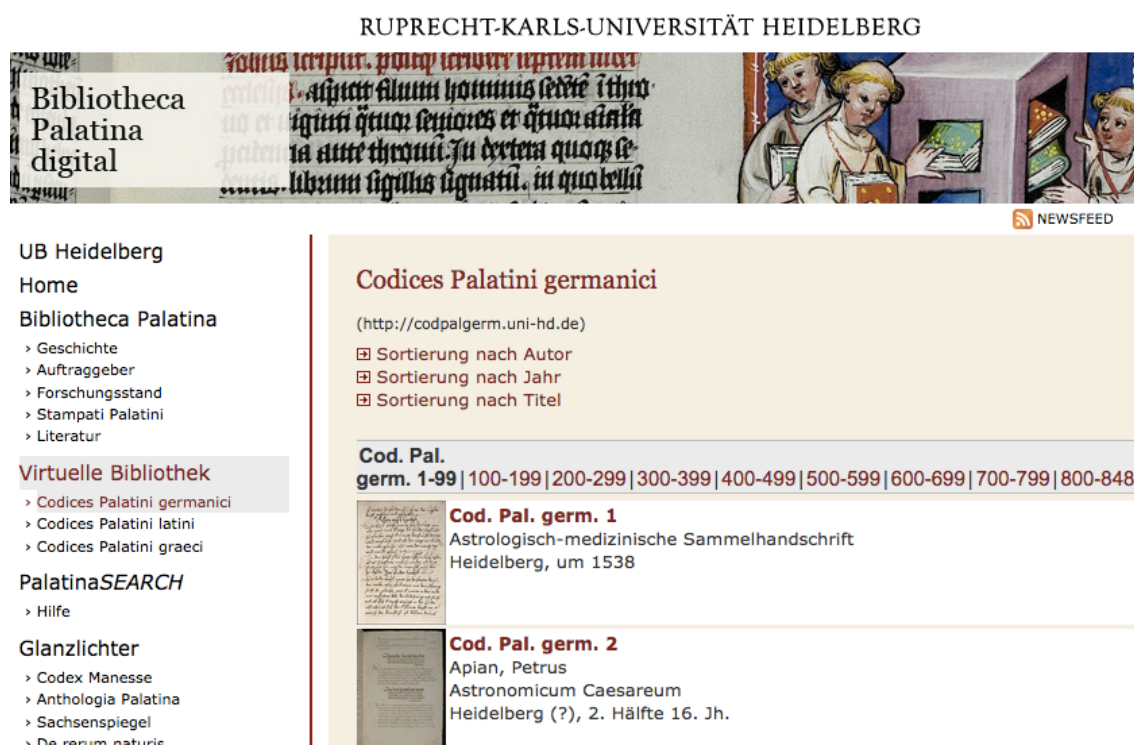 RUPRECHT-KARLS-UNIVERSITÄT HEIDELBERG
Bibliotheca
Palatina
digital
NEWSFEED
UB Heidelberg
Home
Bibliotheca Palatina
› Geschichte
› Auftraggeber
› Forschungsstand
› Stampati Palatini
› Literatur
Virtuelle Bibliothek
› Codices Palatini germanici
› Codices Palatini latini
› Codices Palatini graeci
PalatinaSEARCH
› Hilfe
Glanzlichter
› Codex Manesse
› Anthologia Palatina
› Sachsenspiegel
› De rerum naturis
Codices Palatini germanici
(http://codpalgerm.uni-hd.de)
Sortierung nach Autor
Sortierung nach Jahr
Sortierung nach Titel
Cod. Pal.
germ. 1-99|100-199|200-299|300-399|400-499|500-599|600-699|700-799|800-848
Cod. Pal. germ. 1
Astrologisch-medizinische Sammelhandschrift
Heidelberg, um 1538
Cod. Pal. germ. 2
Apian, Petrus
Astronomicum Caesareum
Heidelberg (?), 2. Hälfte 16. Jh.